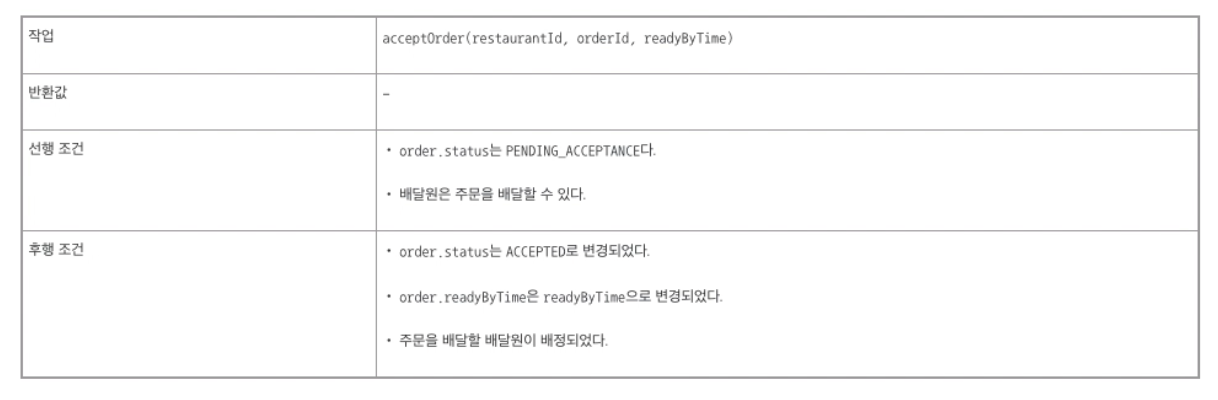 작업
acceptOrder(restaurantId, orderId, readyByTime)
반환값
–
선행 조건
• order.status는 PENDING_ACCEPTANCE다.
• 배달원은 주문을 배달할 수 있다.
후행 조건
• order.status는 ACCEPTED로 변경되었다.
• order.readyByTime은 readyByTime으로 변경되었다.
• 주문을 배달할 배달원이 배정되었다.